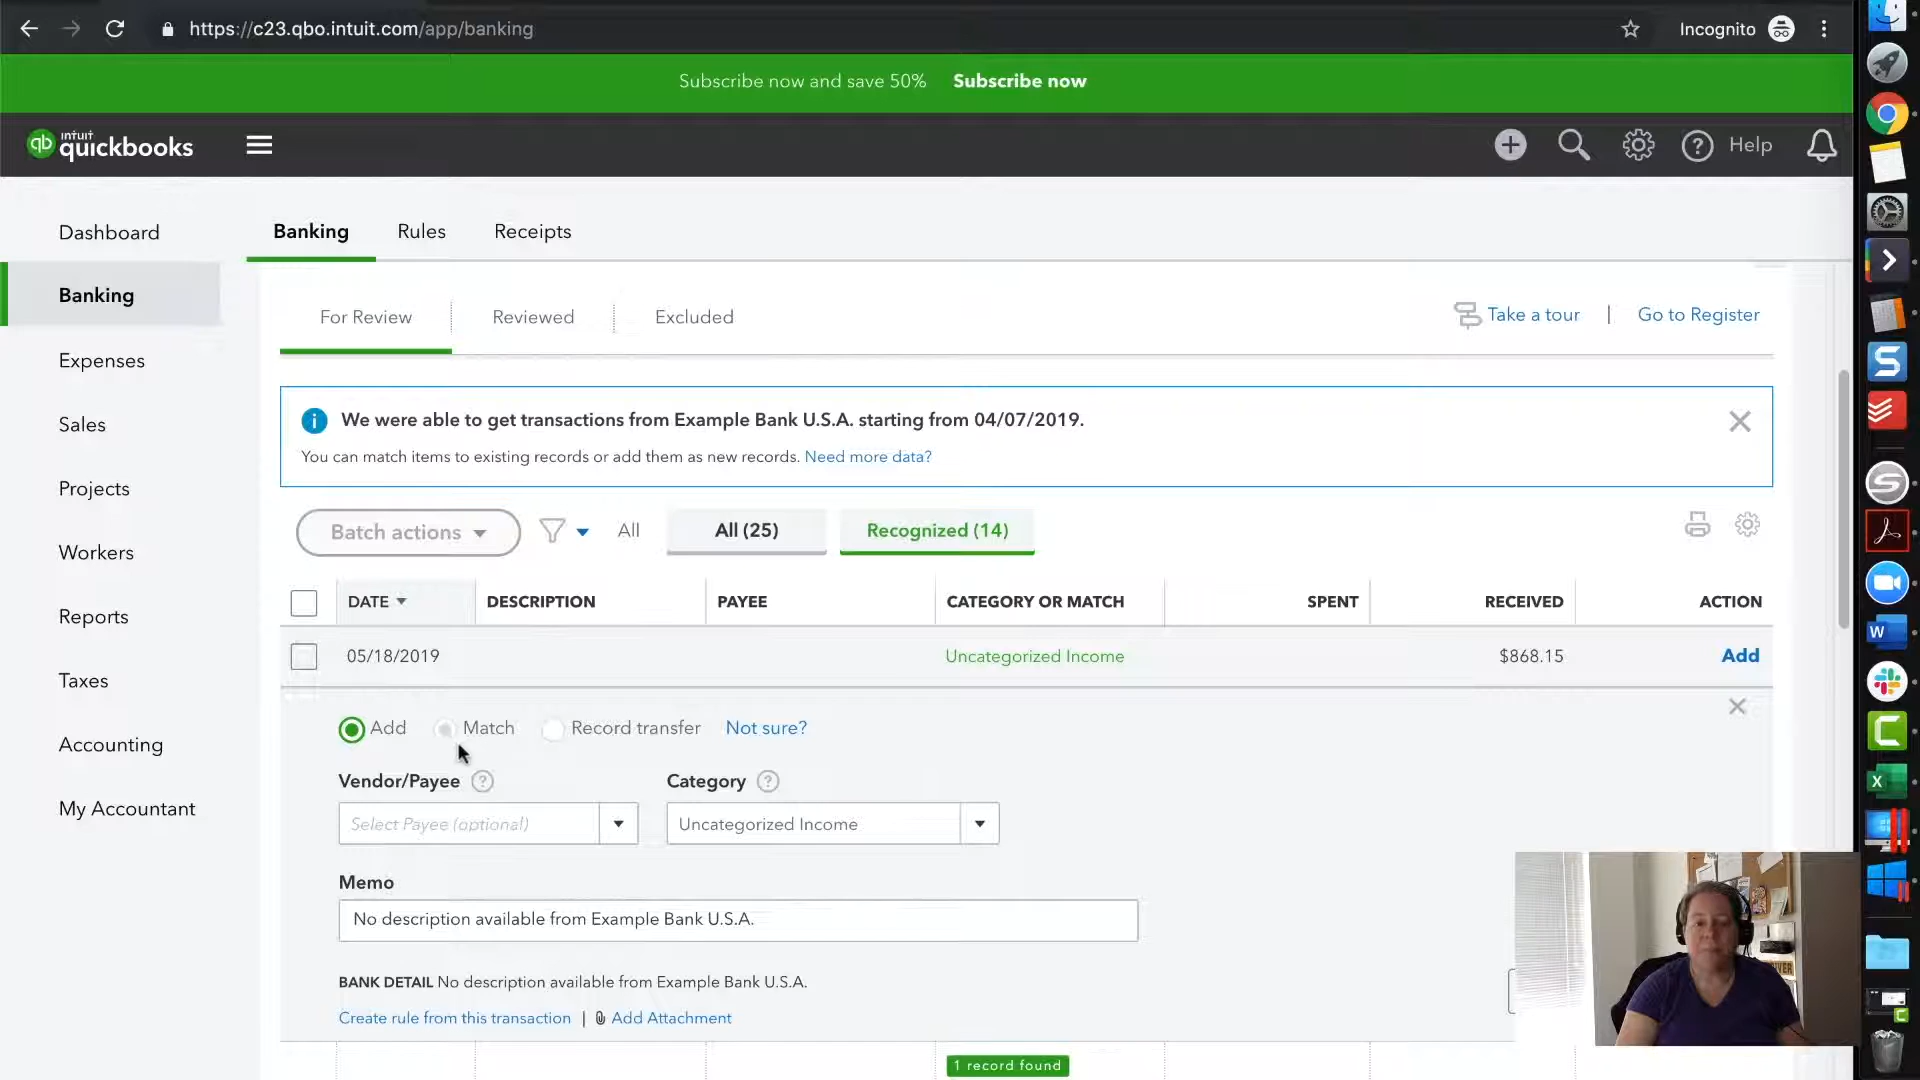 https://c23.qbo.intuit.com/app/banking
Incognito
Subscribe now and save 50% Subscribe now
qb intuit quickbooks
Help
Dashboard
Banking
Expenses
Sales
Projects
Workers
Reports
Taxes
Accounting
My Accountant
Banking Rules Receipts
For Review Reviewed Excluded
Take a tour | Go to Register
We were able to get transactions from Example Bank U.S.A. starting from 04/07/2019.
You can match items to existing records or add them as new records. Need more data?
Batch actions All All (25) Recognized (14)
DATE DESCRIPTION PAYEE CATEGORY OR MATCH SPENT RECEIVED ACTION
05/18/2019 Uncategorized Income $868.15 Add
Add Match Record transfer Not sure?
Vendor/Payee Category
Select Payee (optional) Uncategorized Income
Memo
No description available from Example Bank U.S.A.
BANK DETAIL No description available from Example Bank U.S.A.
Create rule from this transaction | Add Attachment
1 record found